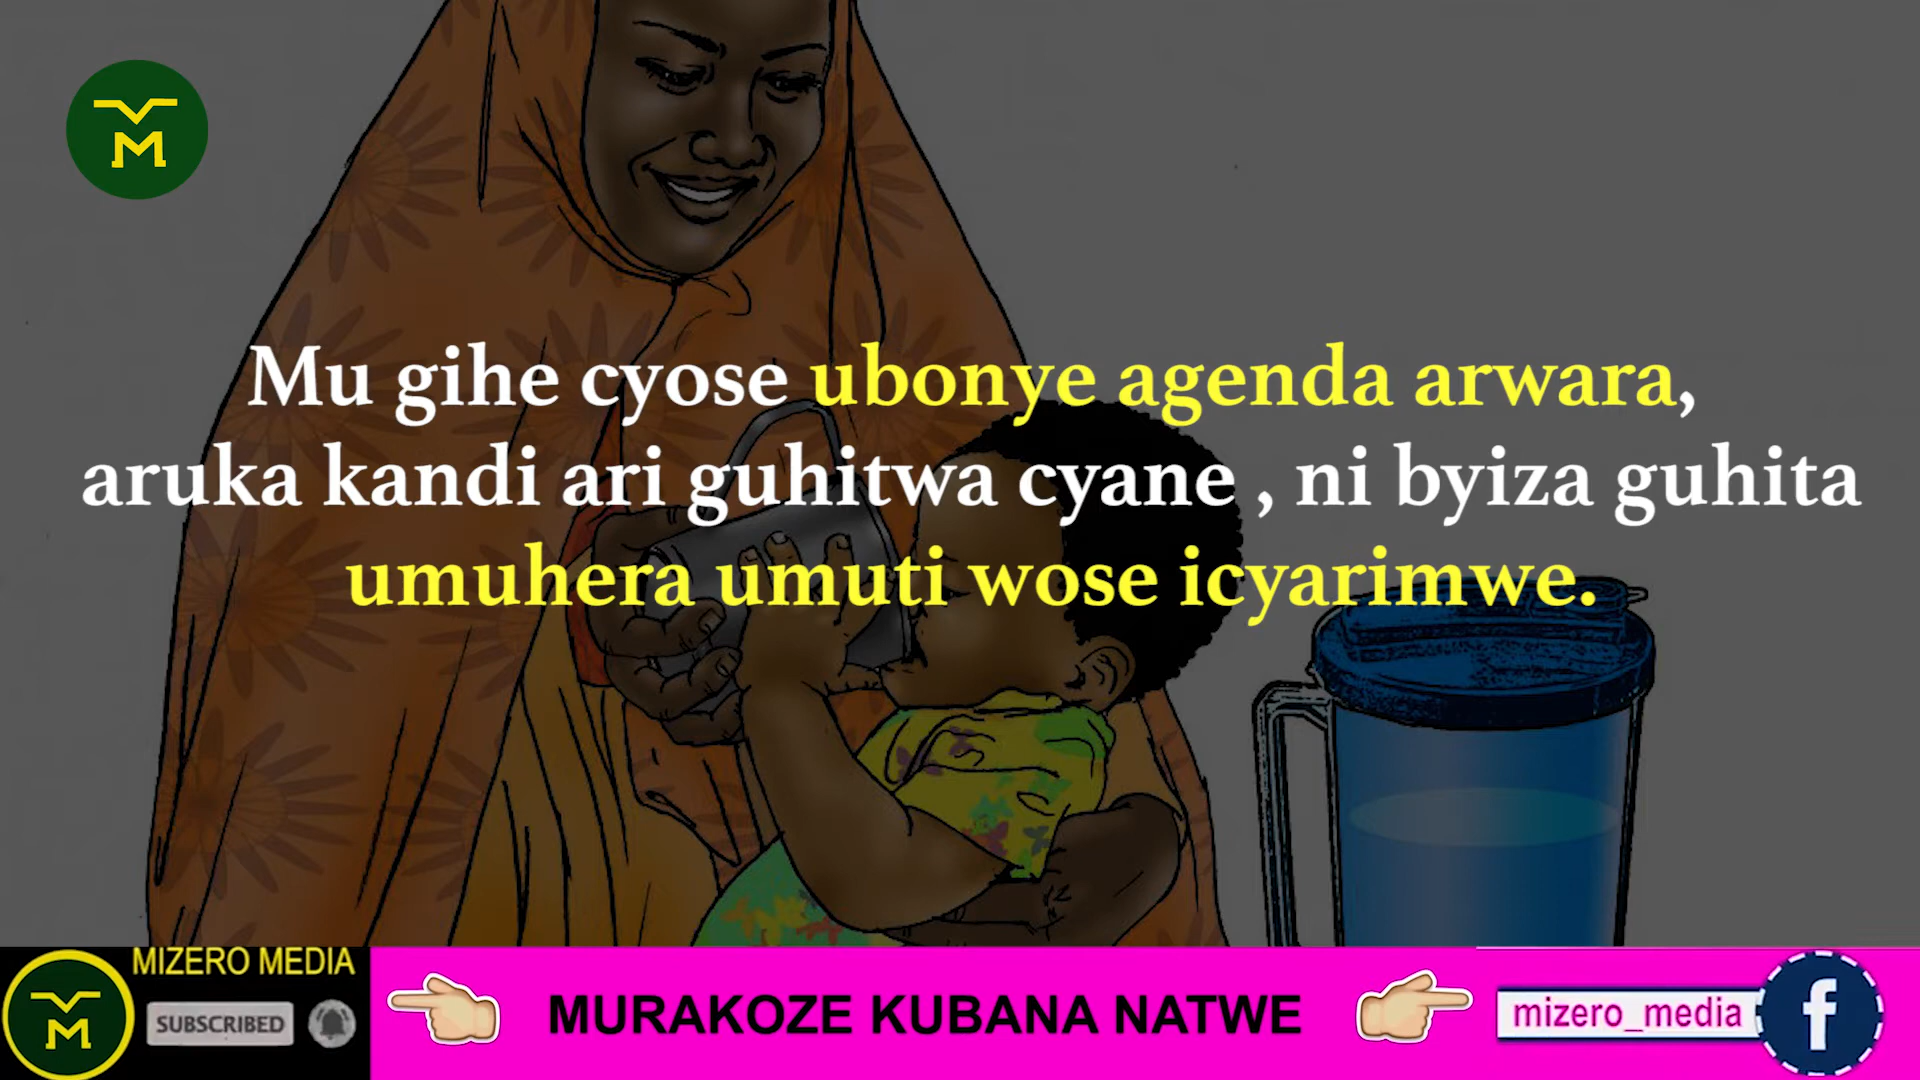 Mu gihe cyose ubonye agenda arwara,
aruka kandi ari guhitwa cyane , ni byiza guhita
umuhera umuti wose icyarimwe.
MIZERO MEDIA
SUBSCRIBED
MURAKOZE KUBANA NATWE
mizero_media
f
M
M